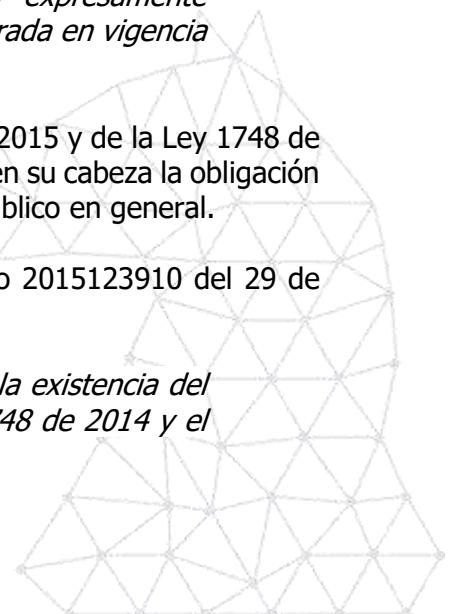 expresamente
rada en vigencia
2015 y de la Ley 1748 de
en su cabeza la obligación
blico en general.
o 2015123910 del 29 de
la existencia del
748 de 2014 y el